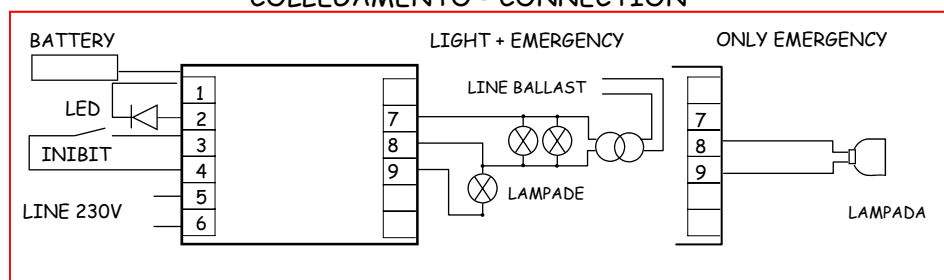 COLLEGAMENTO - CONNECTION
BATTERY
LIGHT + EMERGENCY
ONLY EMERGENCY
LED
INIBIT
LINE 230V
1
2
3
4
5
6
7
8
9
LINE BALLAST
LAMPADE
7
8
9
LAMPADA